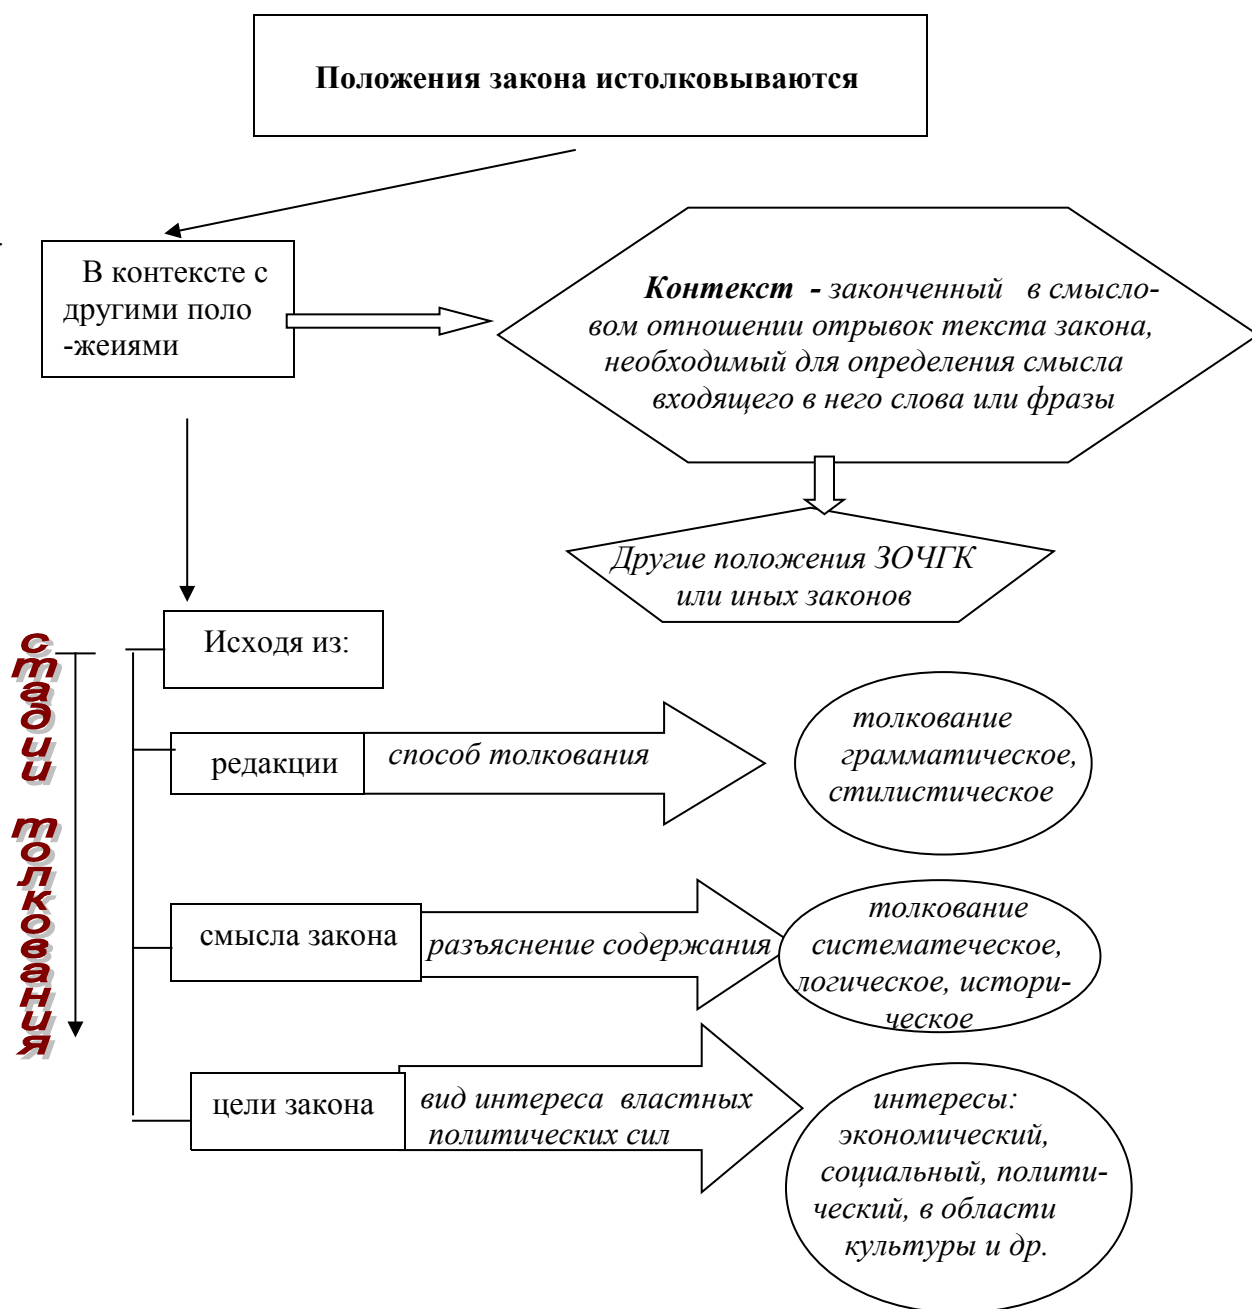 Положения закона истолковываются
В контексте с
другими поло
-жеиями
Контекст - законченный в смысло-
вом отношении отрывок текста закона,
необходимый для определения смысла
входящего в него слова или фразы
Другие положения ЗОЧГК
или иных законов
стадии толкования
Исходя из:
редакции
способ толкования
толкование
грамматическое,
стилистическое
смысла закона
разъяснение содержания
толкование
систематеческое,
логическое, истори-
ческое
цели закона
вид интереса властных
политических сил
интересы:
экономический,
социальный, полити-
ческий, в области
культуры и др.